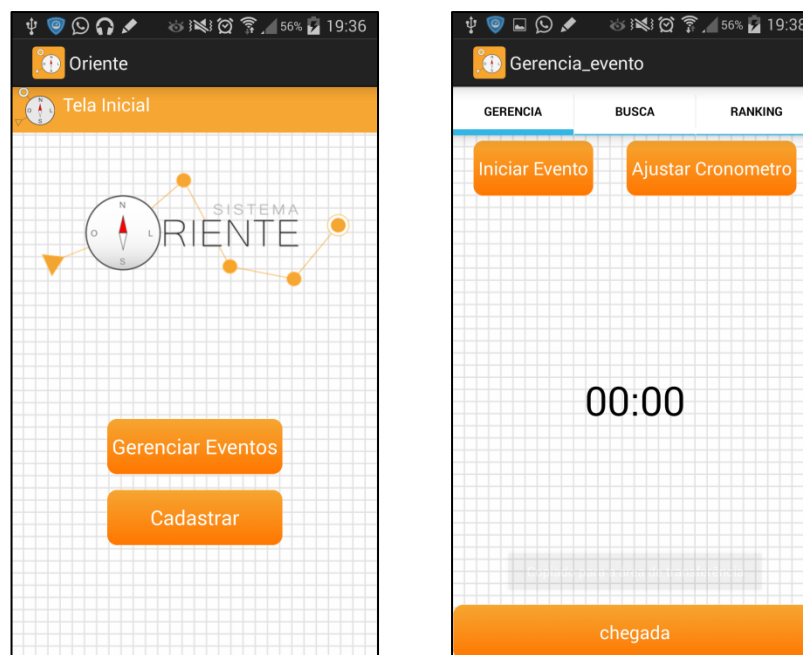 56% 19:36
Oriente
Tela Inicial
N
O L
S
N
SISTEMA
O L RIENTE
S
Gerenciar Eventos
Cadastrar
56% 19:38
Gerencia_evento
GERENCIA BUSCA RANKING
Iniciar Evento Ajustar Cronometro
00:00
chegada